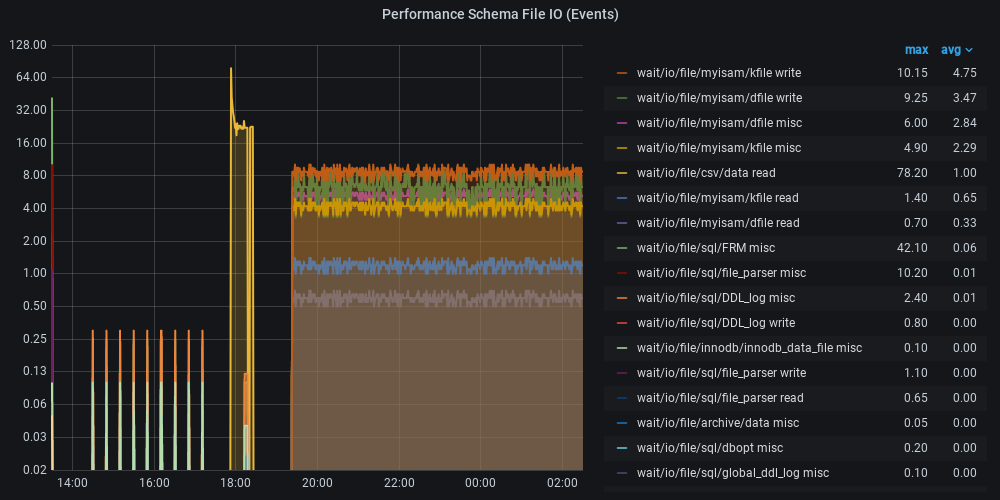 Performance Schema File IO (Events)
128.00
64.00
32.00
16.00
8.00
4.00
2.00
1.00
0.50
0.25
0.13
0.06
0.03
0.02
14:00 16:00 18:00 20:00 22:00 00:00 02:00
max avg
wait/io/file/myisam/kfile write 10.15 4.75
wait/io/file/myisam/dfile write 9.25 3.47
wait/io/file/myisam/dfile misc 6.00 2.84
wait/io/file/myisam/kfile misc 4.90 2.29
wait/io/file/csv/data read 78.20 1.00
wait/io/file/myisam/kfile read 1.40 0.65
wait/io/file/myisam/dfile read 0.70 0.33
wait/io/file/sql/FRM misc 42.10 0.06
wait/io/file/sql/file_parser misc 10.20 0.01
wait/io/file/sql/DDL_log misc 2.40 0.01
wait/io/file/sql/DDL_log write 0.80 0.00
wait/io/file/innodb/innodb_data_file misc 0.10 0.00
wait/io/file/sql/file_parser write 1.10 0.00
wait/io/file/sql/file_parser read 0.65 0.00
wait/io/file/archive/data misc 0.05 0.00
wait/io/file/sql/dbopt misc 0.20 0.00
wait/io/file/sql/global_ddl_log misc 0.10 0.00